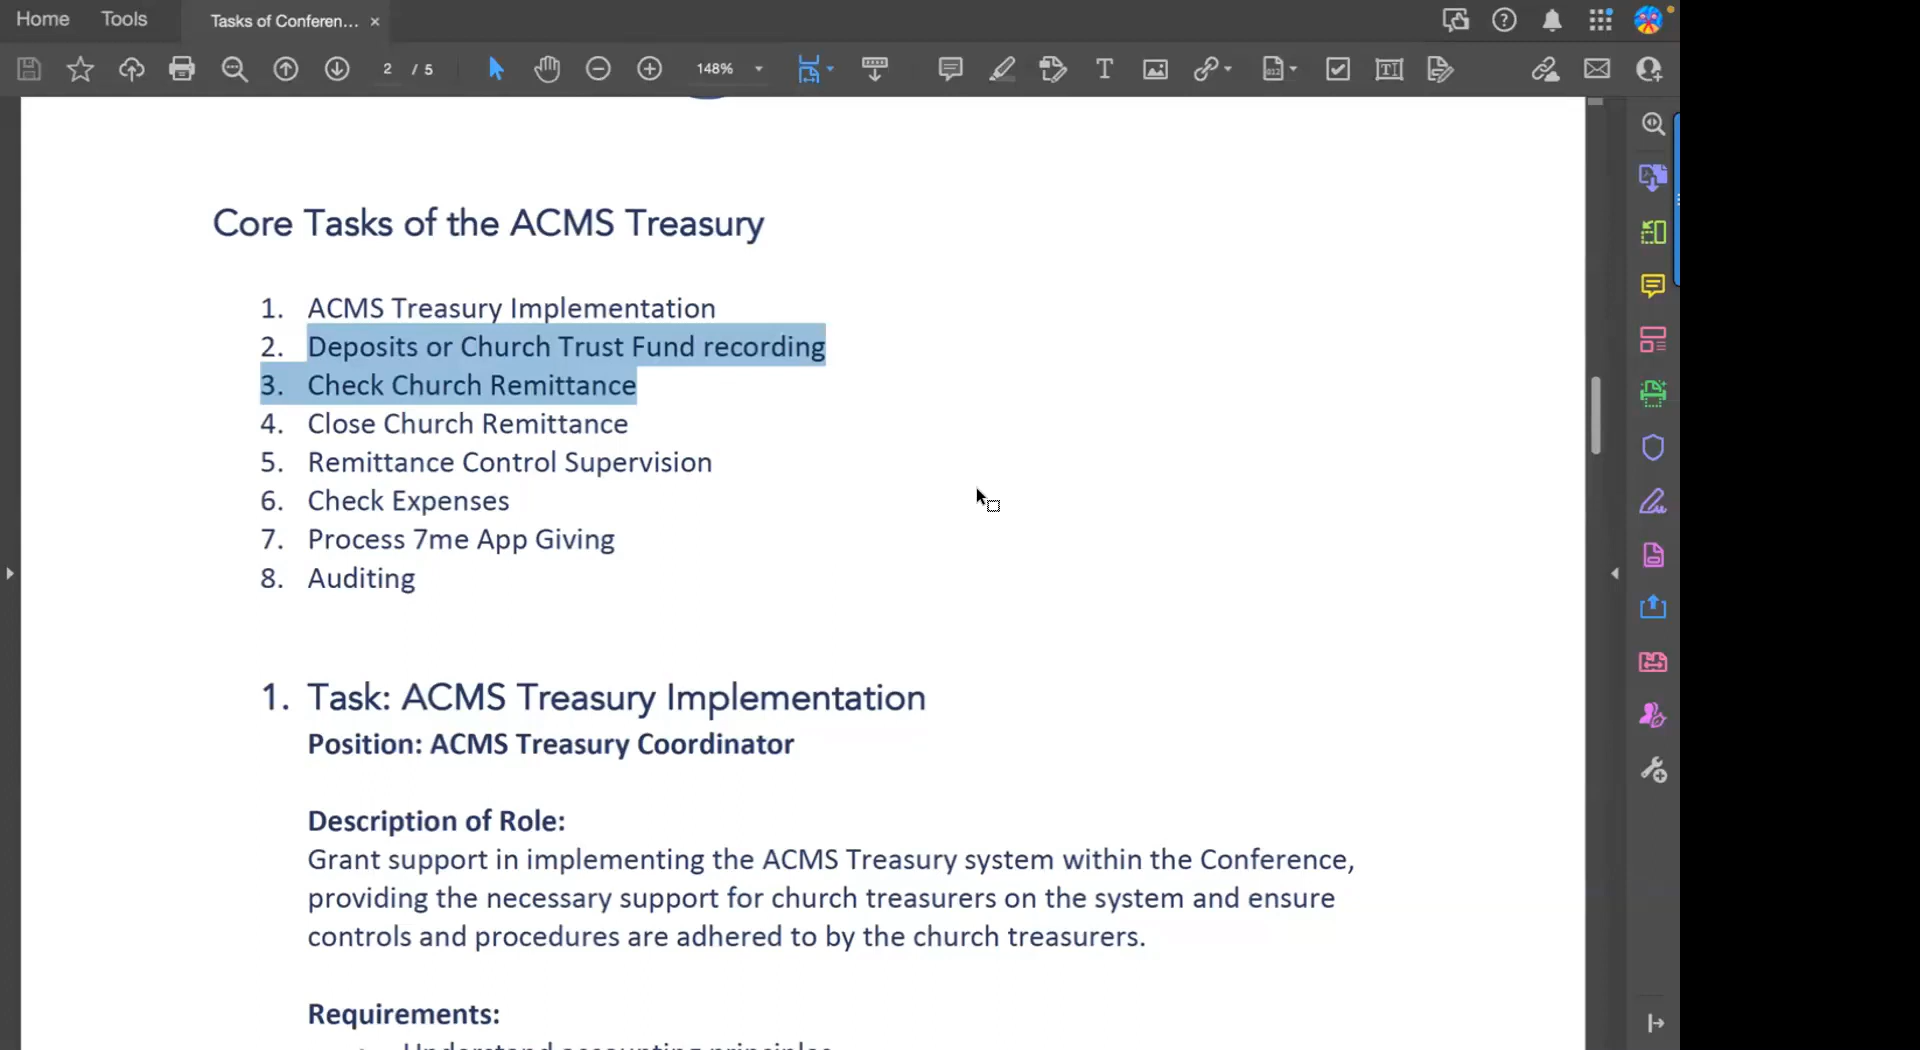 Home Tools Tasks of Conferen... ×
2 / 5 148%
Core Tasks of the ACMS Treasury
1. ACMS Treasury Implementation
2. Deposits or Church Trust Fund recording
3. Check Church Remittance
4. Close Church Remittance
5. Remittance Control Supervision
6. Check Expenses
7. Process 7me App Giving
8. Auditing
1. Task: ACMS Treasury Implementation
Position: ACMS Treasury Coordinator
Description of Role:
Grant support in implementing the ACMS Treasury system within the Conference,
providing the necessary support for church treasurers on the system and ensure
controls and procedures are adhered to by the church treasurers.
Requirements:
Understand accounting principles